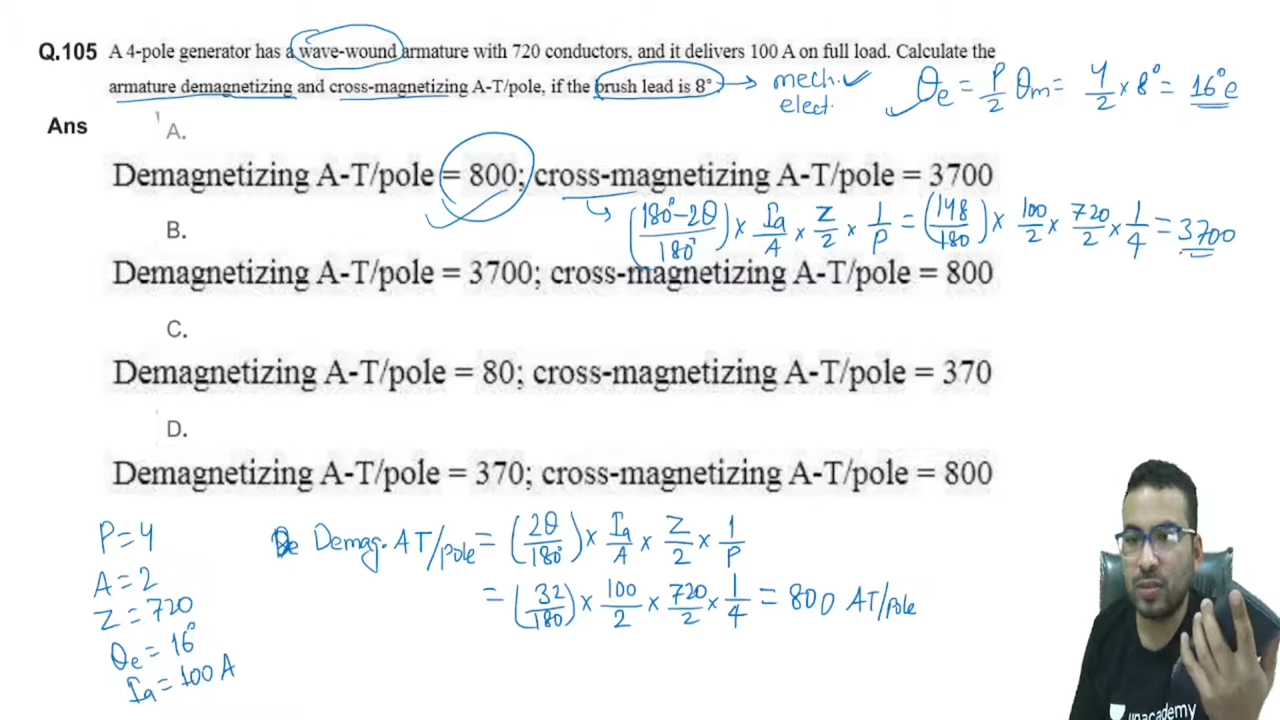 Q.105 A 4-pole generator has a wave-wound armature with 720 conductors, and it delivers 100 A on full load. Calculate the
armature demagnetizing and cross-magnetizing A-T/pole, if the brush lead is 8°. → mech. ✓
elect.
θe = P/2 θm = 4/2 × 8° = 16°e
Ans
A.
Demagnetizing A-T/pole = 800; cross-magnetizing A-T/pole = 3700
(180°-2θ / 180°) × Ia/A × Z/2 × 1/P = (148/180) × 100/2 × 720/2 × 1/4 = 3700
B.
Demagnetizing A-T/pole = 3700; cross-magnetizing A-T/pole = 800
C.
Demagnetizing A-T/pole = 80; cross-magnetizing A-T/pole = 370
D.
Demagnetizing A-T/pole = 370; cross-magnetizing A-T/pole = 800
P = 4
A = 2
Z = 720
θe = 16°
Ia = 100 A
Demag. AT/pole = (2θ/180°) × Ia/A × Z/2 × 1/P
= (32/180) × 100/2 × 720/2 × 1/4 = 800 AT/pole
unacademy